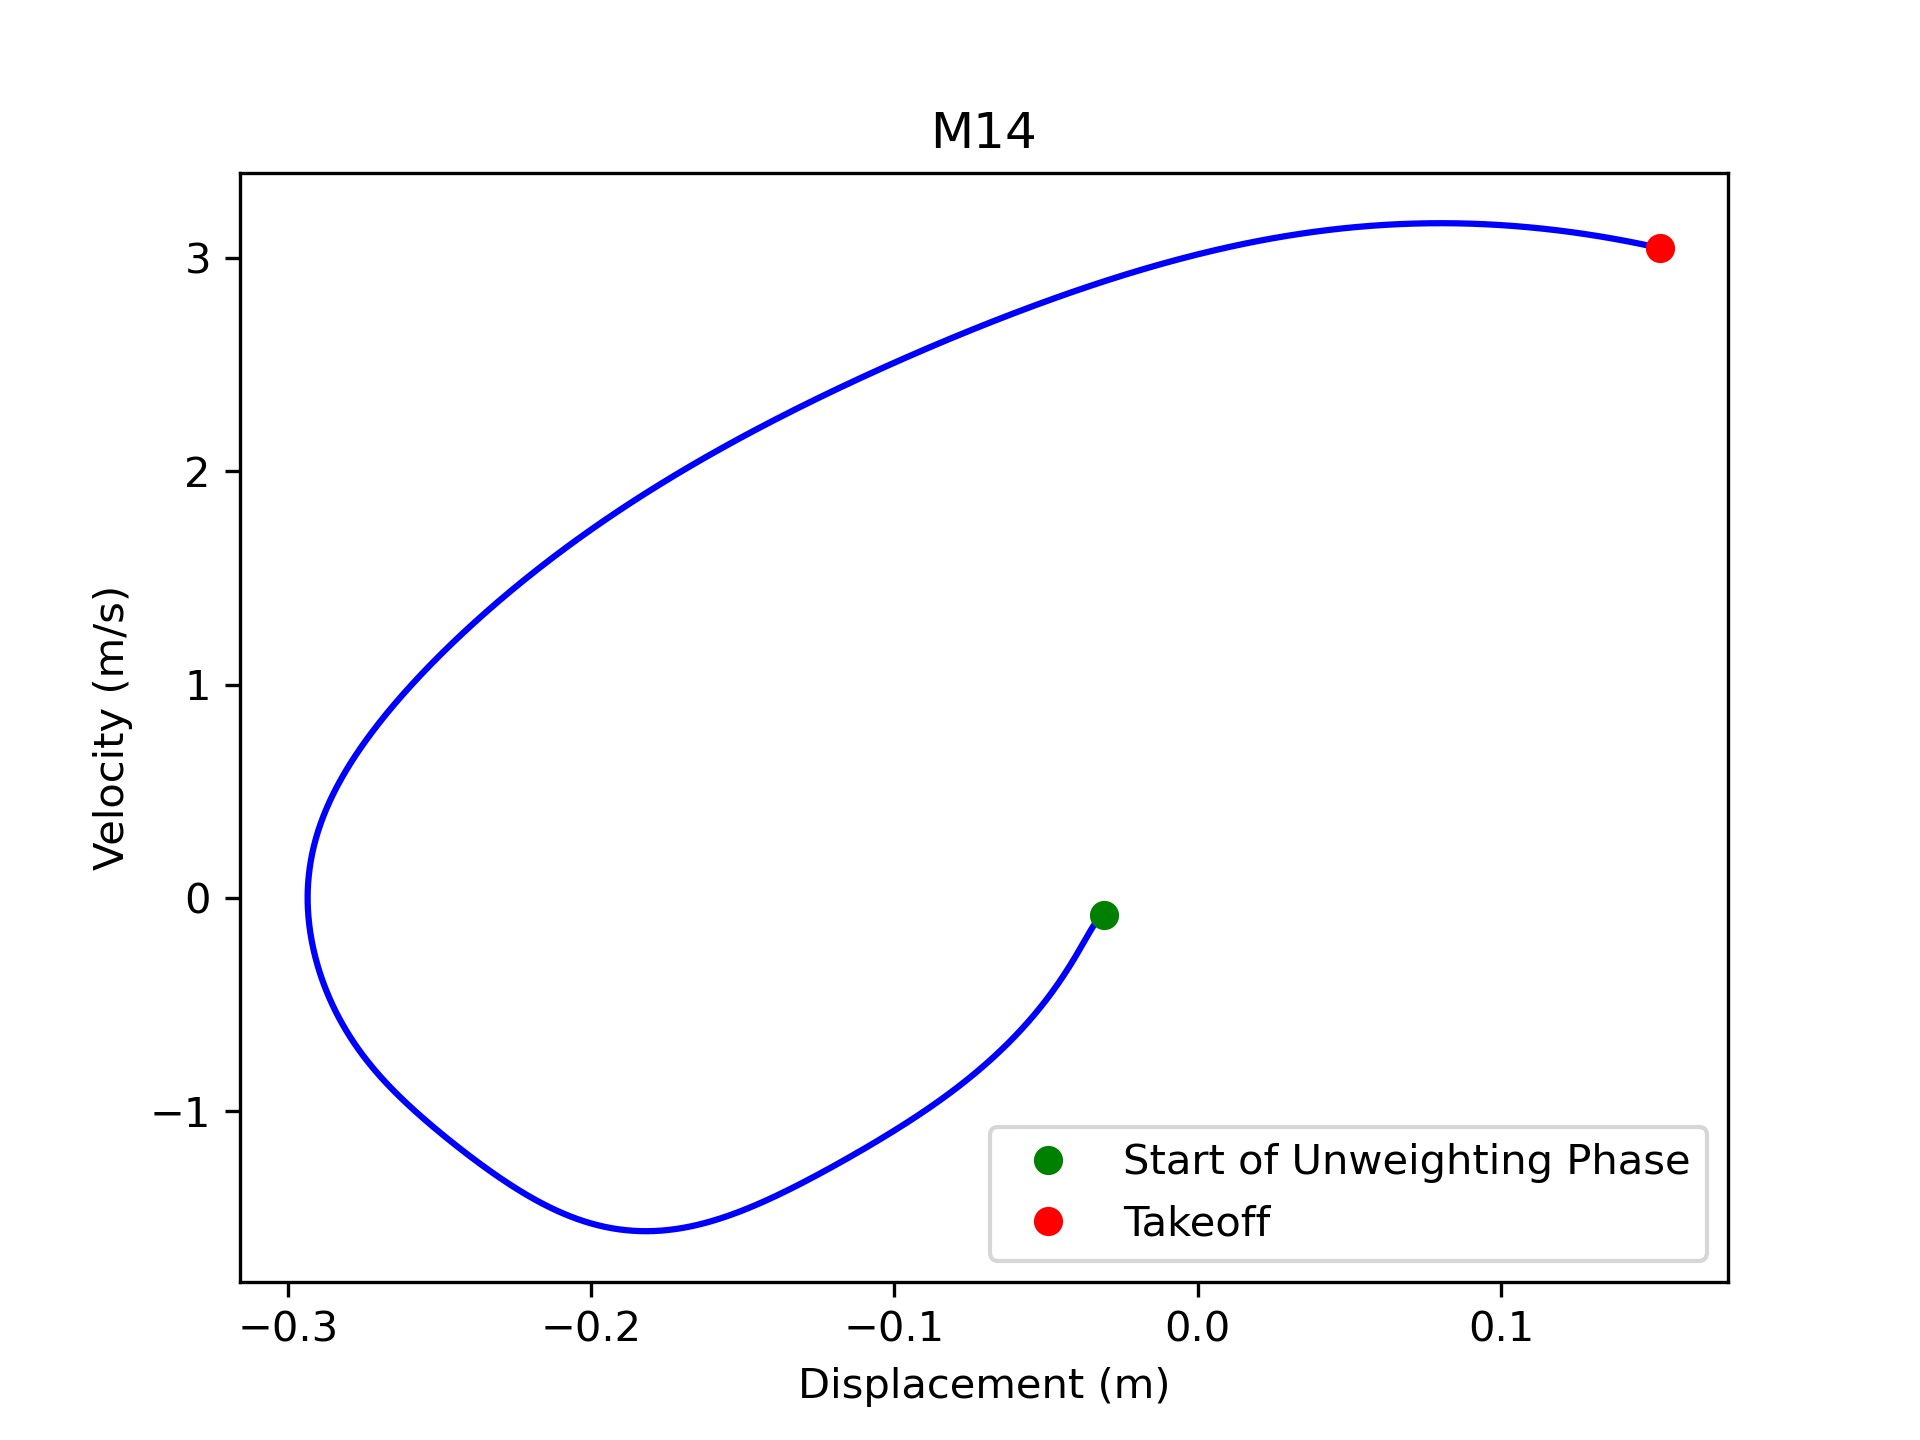 M14
3
2
1
0
−1
Velocity (m/s)
Start of Unweighting Phase
Takeoff
−0.3 −0.2 −0.1 0.0 0.1
Displacement (m)